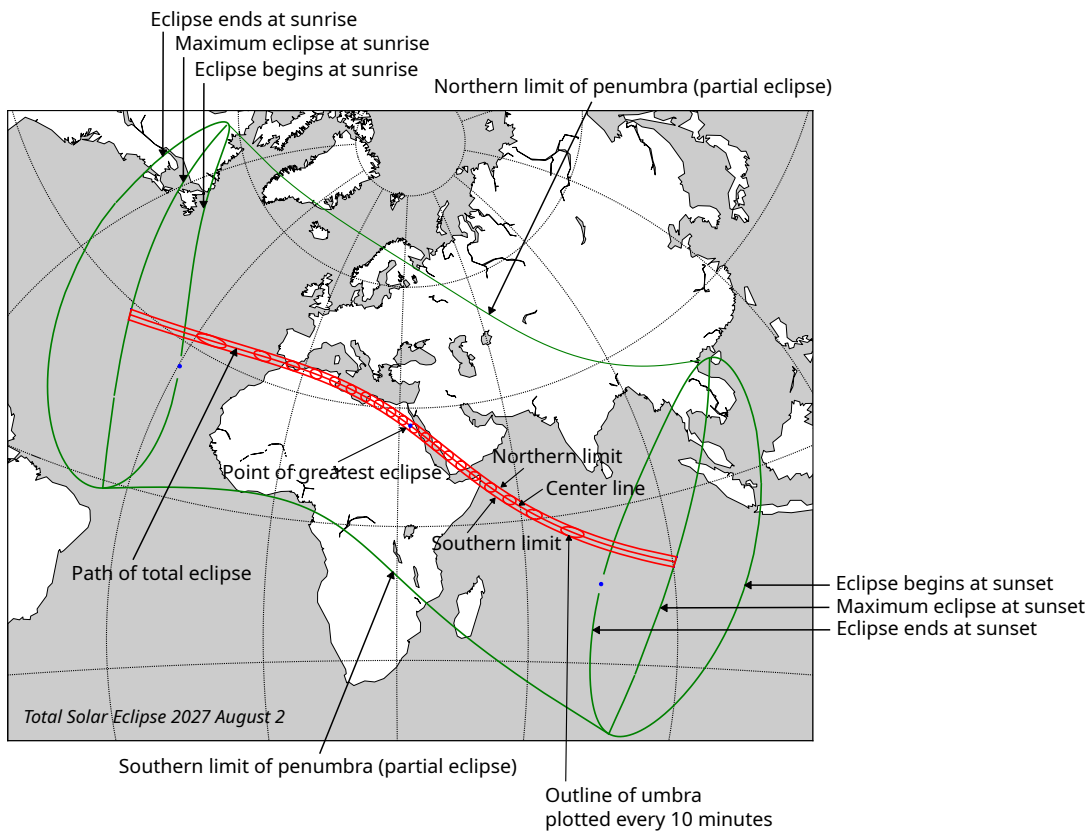 Eclipse ends at sunrise
Maximum eclipse at sunrise
Eclipse begins at sunrise
Northern limit of penumbra (partial eclipse)
Northern limit
Point of greatest eclipse
Center line
Southern limit
Path of total eclipse
Eclipse begins at sunset
Maximum eclipse at sunset
Eclipse ends at sunset
Total Solar Eclipse 2027 August 2
Southern limit of penumbra (partial eclipse)
Outline of umbra
plotted every 10 minutes